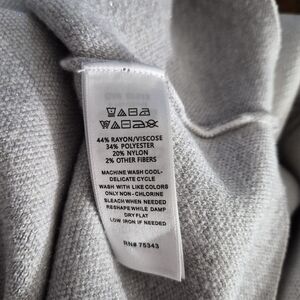 44% RAYON/VISCOSE
34% POLYESTER
20% NYLON
2% OTHER FIBERS
MACHINE WASH COOL-
DELICATE CYCLE
WASH WITH LIKE COLORS
ONLY NON-CHLORINE
SLEACH WHEN NEEDED
RESHAPE WHILE DAMP
DRY FLAT
LOW IRON IF NEEDED
RN# 75343